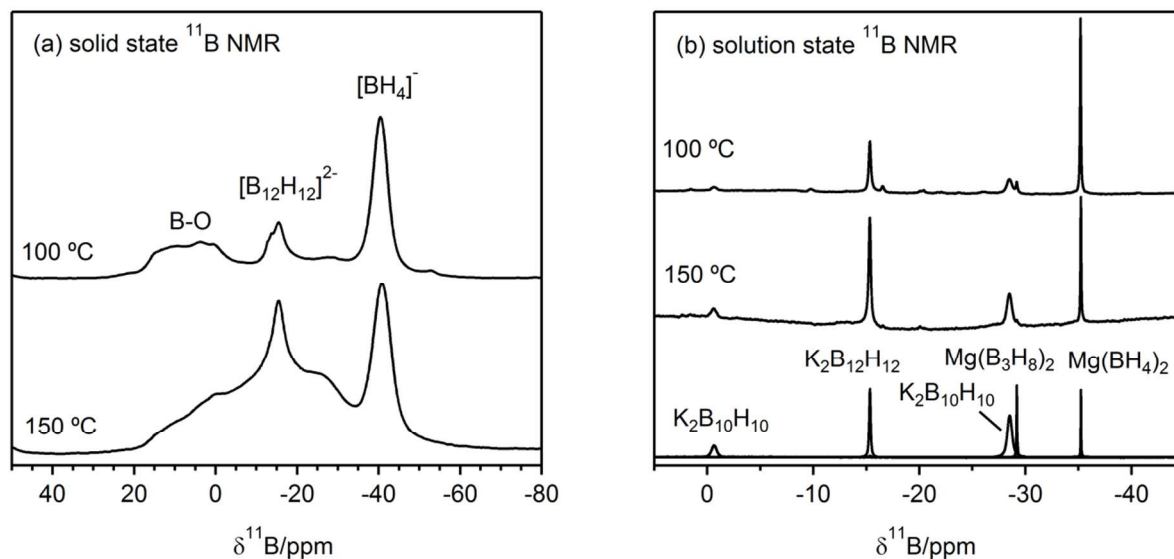 (a) solid state ¹¹B NMR
[BH₄]⁻
[B₁₂H₁₂]²⁻
B-O
100 ºC
150 ºC
40 20 0 -20 -40 -60 -80
δ¹¹B/ppm
(b) solution state ¹¹B NMR
100 ºC
150 ºC
K₂B₁₂H₁₂ Mg(B₃H₈)₂ Mg(BH₄)₂
K₂B₁₀H₁₀ K₂B₁₀H₁₀
0 -10 -20 -30 -40
δ¹¹B/ppm